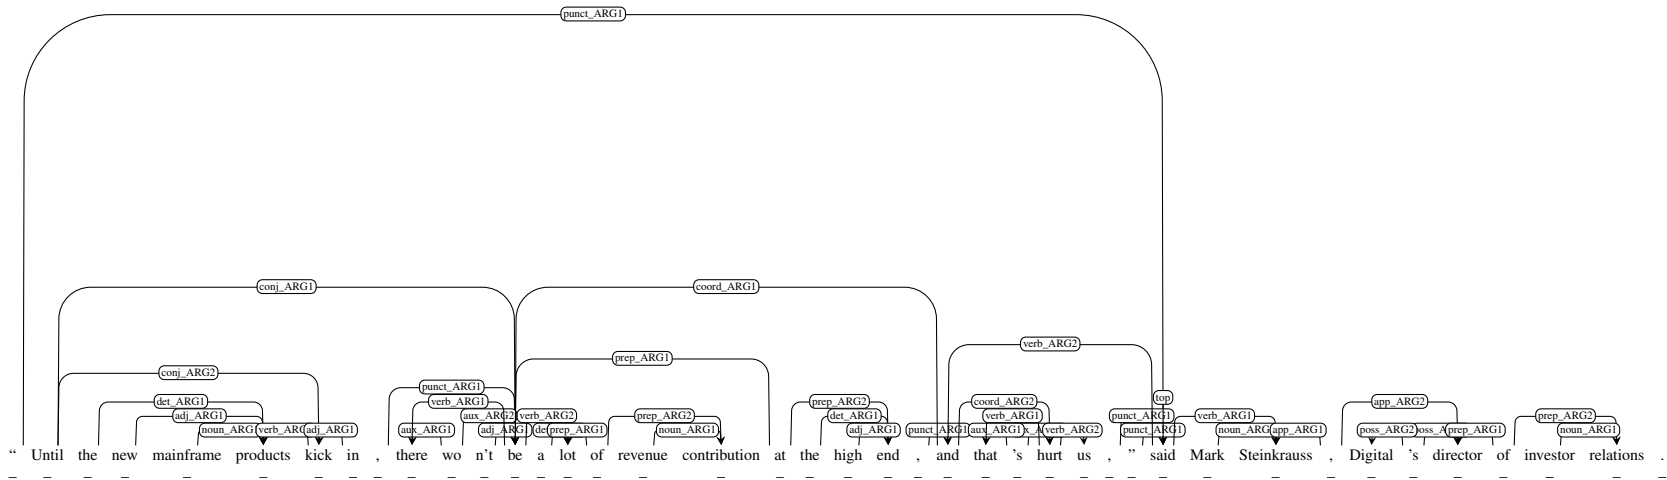 punct_ARG1
conj_ARG1 coord_ARG1
verb_ARG2
prep_ARG1
conj_ARG2
punct_ARG1
top
det_ARG1 verb_ARG1 prep_ARG2 coord_ARG2 app_ARG2
adj_ARG1 aux_ARG2 verb_ARG2 prep_ARG2 det_ARG1 verb_ARG1 punct_ARG1 verb_ARG1 prep_ARG2
noun_ARG1 adj_ARG1 aux_ARG1 adj_ARG1 prep_ARG1 noun_ARG1 adj_ARG1 punct_ARG1 aux_ARG1 verb_ARG2 punct_ARG1 noun_ARG1 app_ARG1 poss_ARG2 prep_ARG1 noun_ARG1
“ Until the new mainframe products kick in , there wo n't be a lot of revenue contribution at the high end , and that 's hurt us , ” said Mark Steinkrauss , Digital 's director of investor relations .
_ _ _ _ _ _ _ _ _ _ _ _ _ _ _ _ _ _ _ _ _ _ _ _ _ _ _ _ _ _ _ _ _ _ _ _ _ _ _ _ _